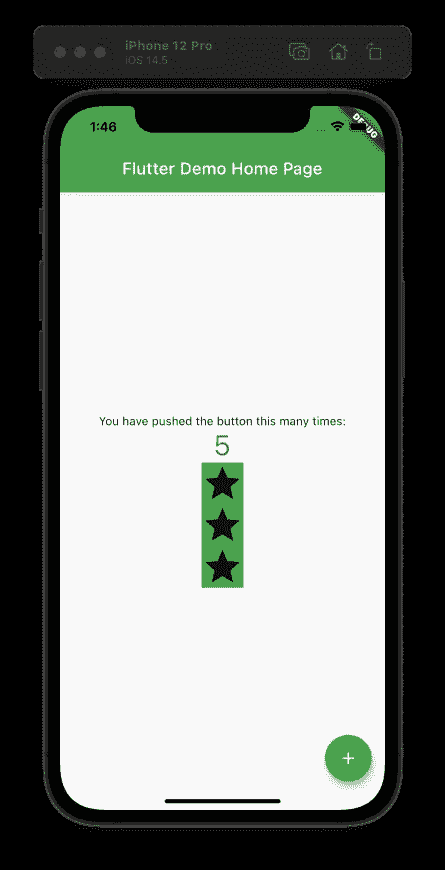 iPhone 12 Pro
iOS 14.5
1:46
DEBUG
Flutter Demo Home Page
You have pushed the button this many times:
5
+